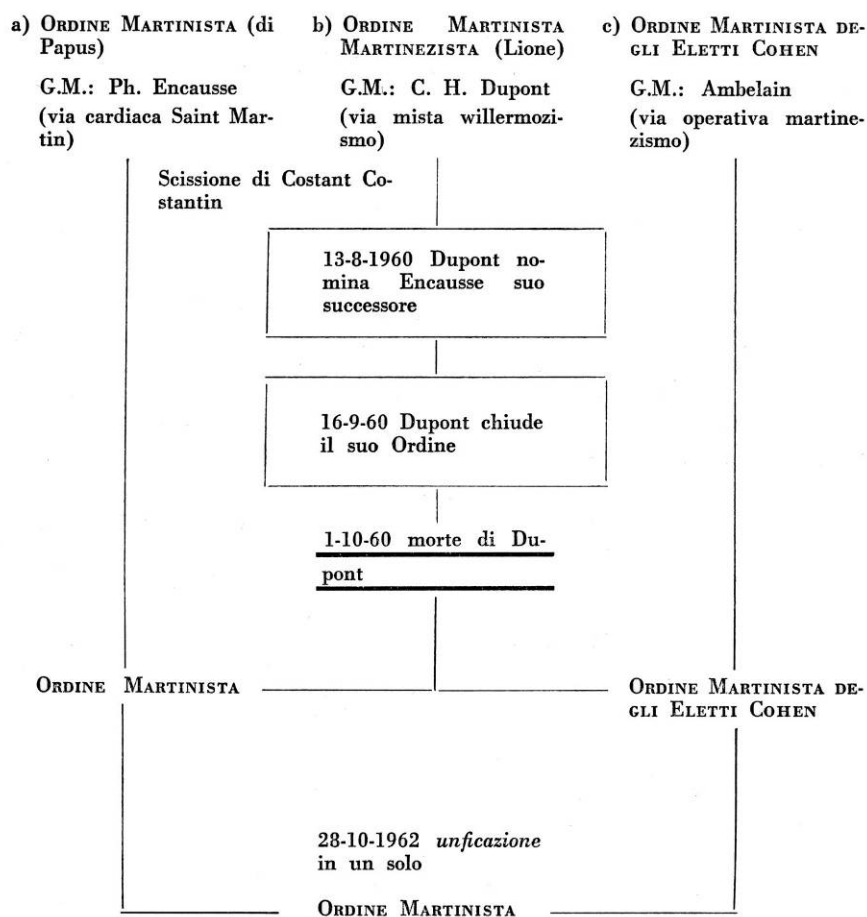 a) ORDINE MARTINISTA (di
Papus)
G.M.: Ph. Encausse
(via cardiaca Saint Mar-
tin)
b) ORDINE MARTINISTA
MARTINEZISTA (Lione)
G.M.: C. H. Dupont
(via mista willermozi-
smo)
c) ORDINE MARTINISTA DE-
GLI ELETTI COHEN
G.M.: Ambelain
(via operativa martine-
zismo)
Scissione di Costant Co-
stantin
13-8-1960 Dupont no-
mina Encausse suo
successore
16-9-60 Dupont chiude
il suo Ordine
1-10-60 morte di Du-
pont
ORDINE MARTINISTA
ORDINE MARTINISTA DE-
GLI ELETTI COHEN
28-10-1962 unficazione
in un solo
ORDINE MARTINISTA